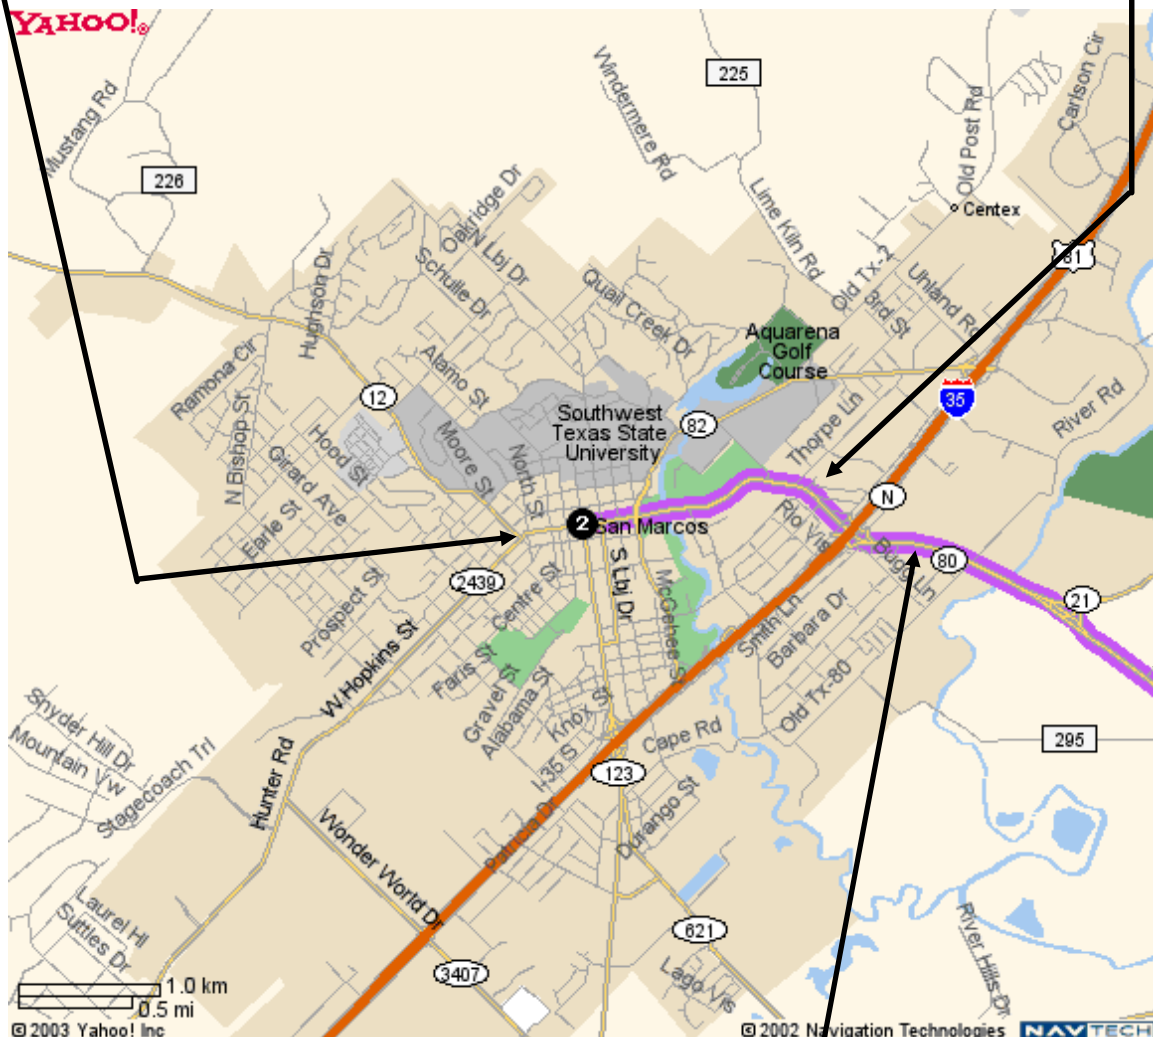 YAHOO!®
Mustang Rd
226
225
Windermere Rd
Old Post Rd
Carlson Cir
Centex
Lime Kiln Rd
Oakridge Dr
N Lbj Dr
Schulle Dr
Hughson Dr
Quail Creek Dr
Old Tx-2
3rd St
Uhland Rd
81
Aquarena
Golf
Course
Ramona Cir
12
Alamo St
35
River Rd
Southwest
Texas State
University
82
Thorpe Ln
N Bishop St
Hood St
Moore St
Girard Ave
North St
N
Earle St
2
San Marcos
Rio Vis
Bugg Ln
80
2439
Centre St
S Lbj Dr
McGehee St
21
Prospect St
Smith Ln
Barbara Dr
W Hopkins St
Faris St
Gravel St
Alabama St
Old Tx-80
Knox St
Cape Rd
295
Snyder Hill Dr
Mountain Vw
Stagecoach Trl
Hunter Rd
I-35 S
123
Durango St
Patricia Dr
Wonder World Dr
Laurel Hl
Suttles Dr
621
River Hills Dr
3407
Lago Vis
1.0 km
0.5 mi
© 2003 Yahoo! Inc
© 2002 Navigation Technologies
NAVTECH